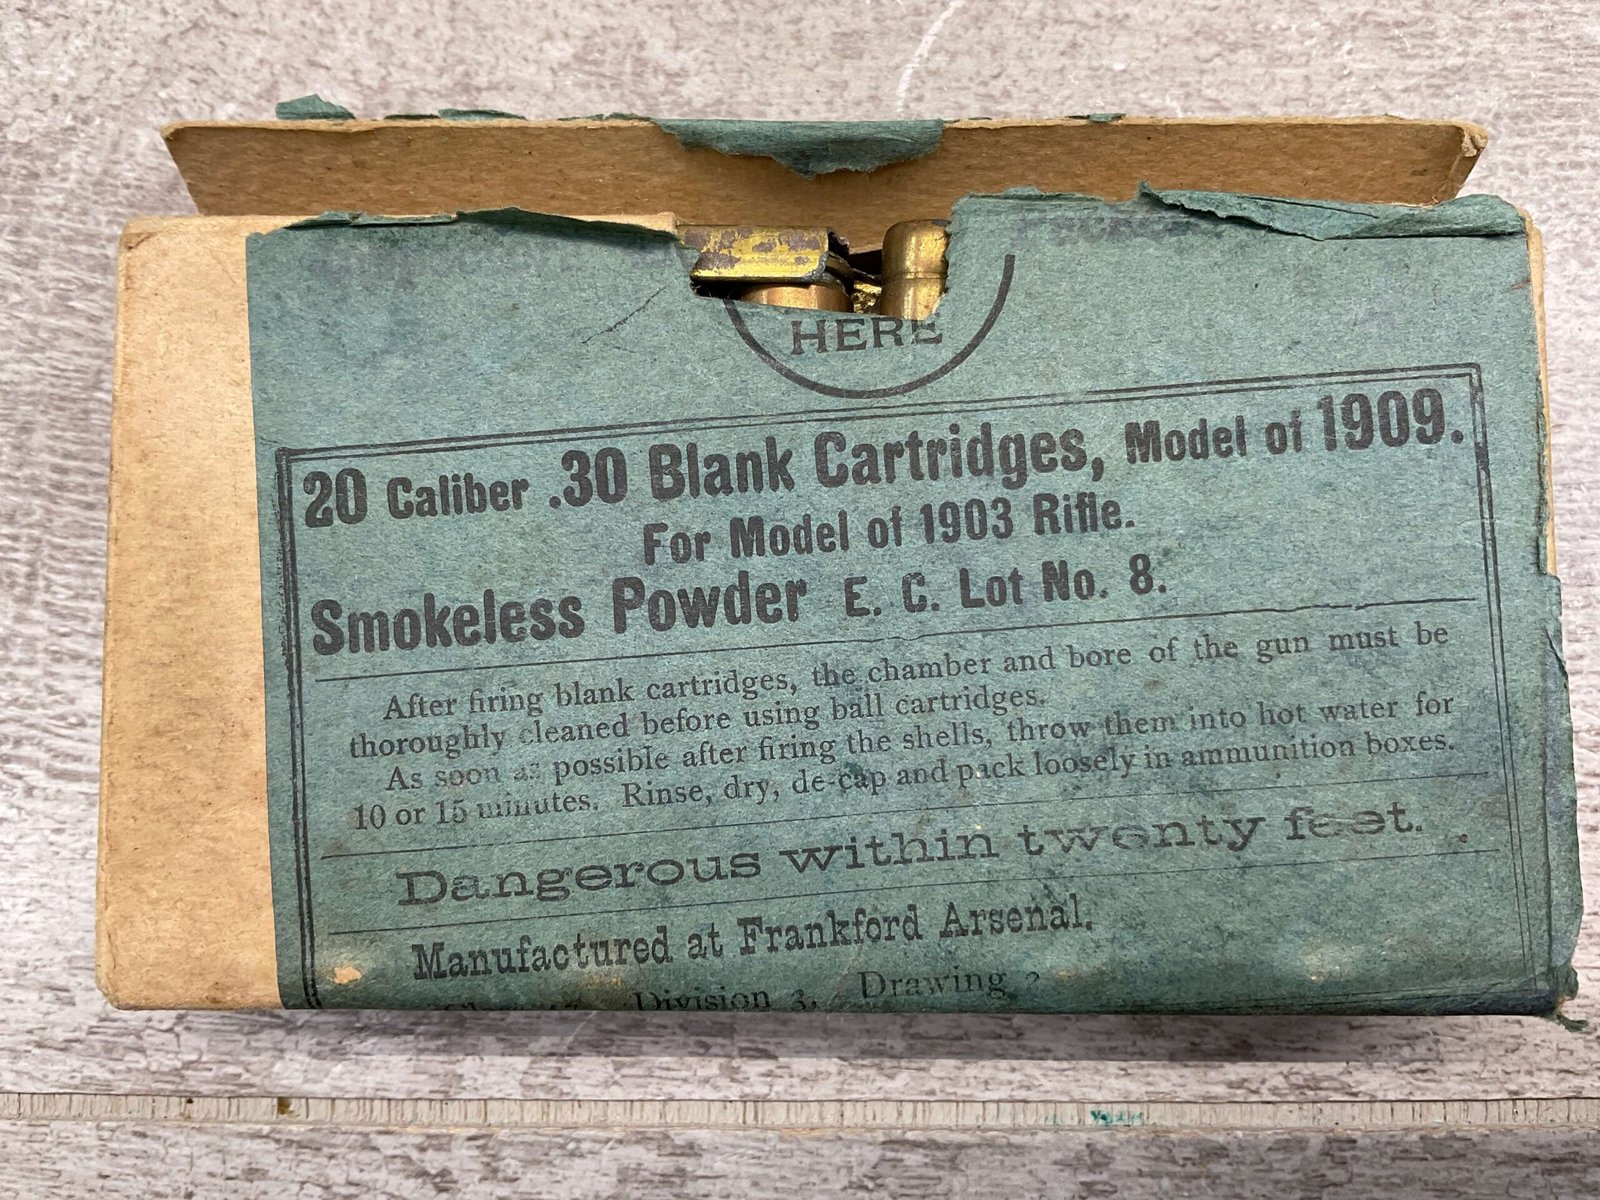 HERE
20 Caliber .30 Blank Cartridges, Model of 1909.
For Model of 1903 Rifle.
Smokeless Powder E. C. Lot No. 8.
After firing blank cartridges, the chamber and bore of the gun must be
thoroughly cleaned before using ball cartridges.
As soon as possible after firing the shells, throw them into hot water for
10 or 15 minutes. Rinse, dry, de-cap and pack loosely in ammunition boxes.
Dangerous within twenty feet.
Manufactured at Frankford Arsenal.
Division 3, Drawing